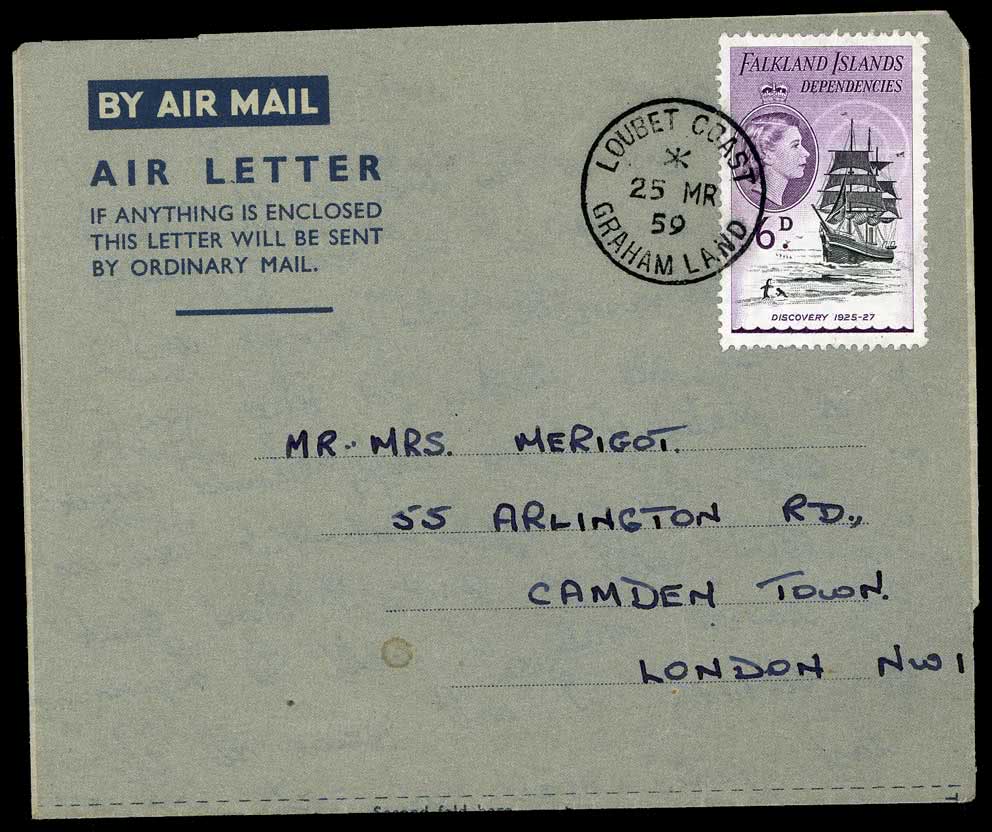 BY AIR MAIL
AIR LETTER
IF ANYTHING IS ENCLOSED
THIS LETTER WILL BE SENT
BY ORDINARY MAIL.
LOUBET COAST
25 MR
59
GRAHAM LAND
FALKLAND ISLANDS
DEPENDENCIES
6D.
DISCOVERY 1925-27
MR. MRS. MERIGOT.
55 ARLINGTON RD.,
CAMDEN TOWN.
LONDON NW1
Second fold here